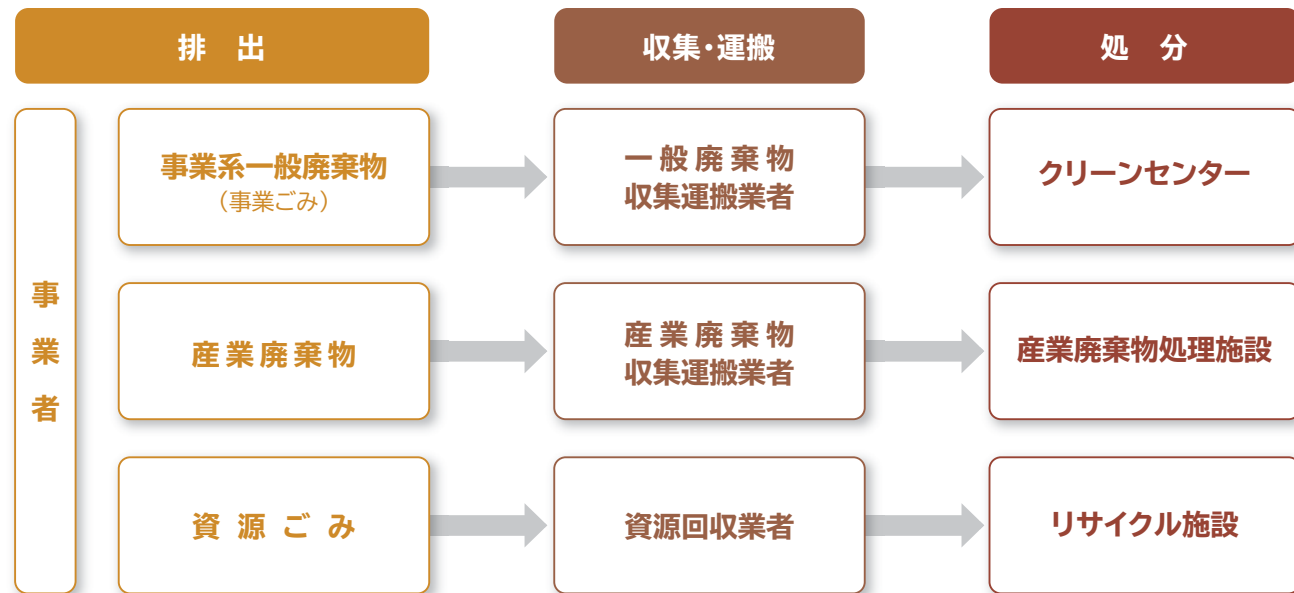 排出
収集・運搬
処分
事業者
事業系一般廃棄物
（事業ごみ）
一般廃棄物
収集運搬業者
クリーンセンター
産業廃棄物
産業廃棄物
収集運搬業者
産業廃棄物処理施設
資源ごみ
資源回収業者
リサイクル施設